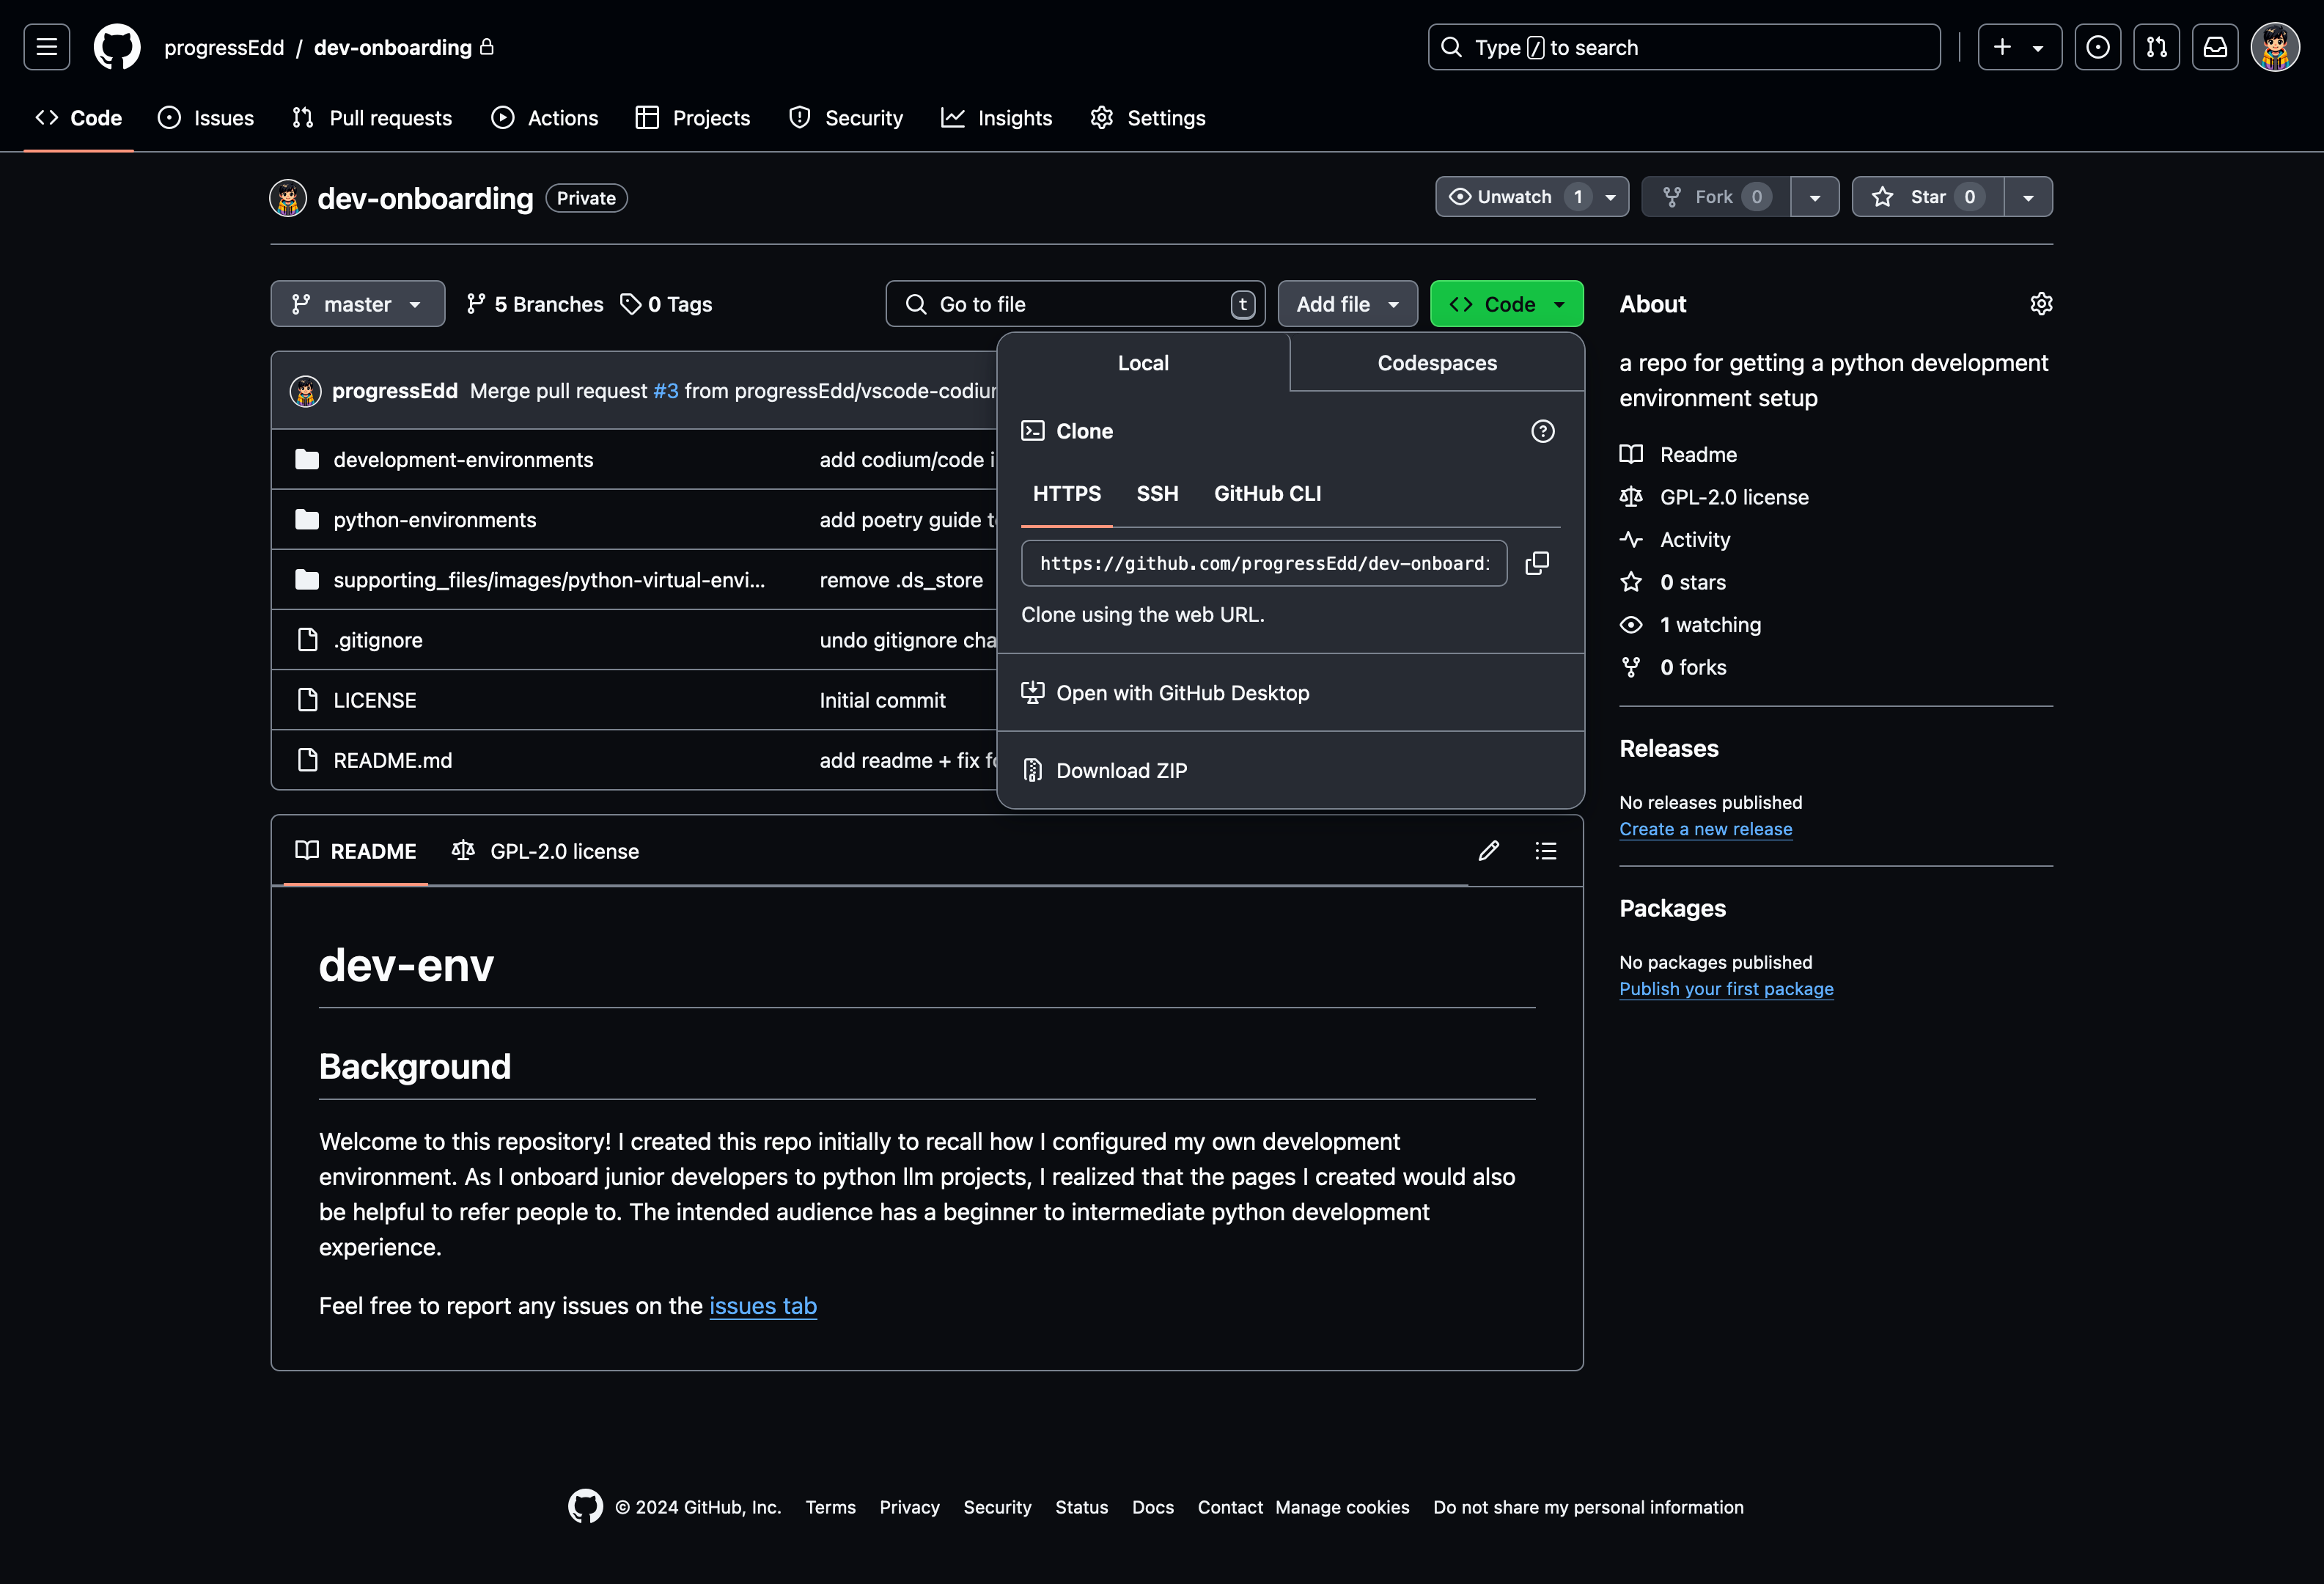 progressEdd / dev-onboarding
Type / to search
Code Issues Pull requests Actions Projects Security Insights Settings
dev-onboarding Private
Unwatch 1 Fork 0 Star 0
master 5 Branches 0 Tags
Go to file t Add file Code
Local Codespaces
Clone
HTTPS SSH GitHub CLI
https://github.com/progressEdd/dev-onboard
Clone using the web URL.
Open with GitHub Desktop
Download ZIP
progressEdd Merge pull request #3 from progressEdd/vscode-codiur
development-environments add codium/code i
python-environments add poetry guide t
supporting_files/images/python-virtual-envi... remove .ds_store
.gitignore undo gitignore cha
LICENSE Initial commit
README.md add readme + fix fo
README GPL-2.0 license
dev-env
Background
Welcome to this repository! I created this repo initially to recall how I configured my own development
environment. As I onboard junior developers to python llm projects, I realized that the pages I created would also
be helpful to refer people to. The intended audience has a beginner to intermediate python development
experience.
Feel free to report any issues on the issues tab
About
a repo for getting a python development
environment setup
Readme
GPL-2.0 license
Activity
0 stars
1 watching
0 forks
Releases
No releases published
Create a new release
Packages
No packages published
Publish your first package
© 2024 GitHub, Inc. Terms Privacy Security Status Docs Contact Manage cookies Do not share my personal information